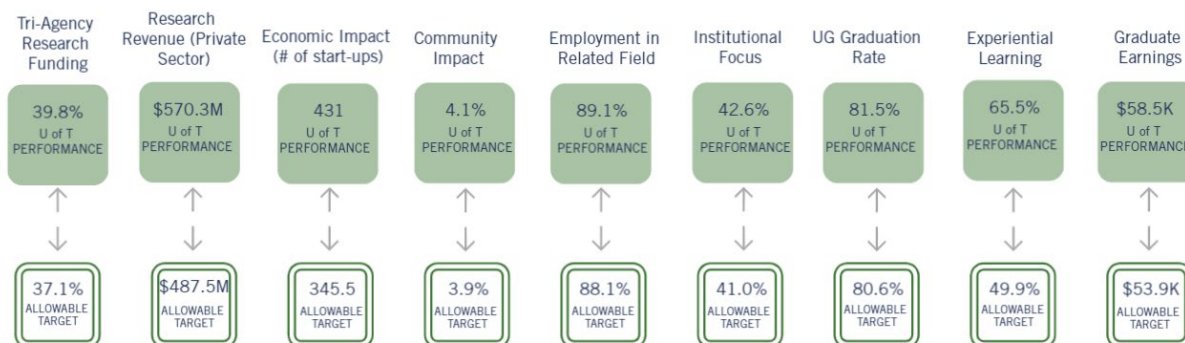 Tri-Agency
Research
Funding
Research
Revenue (Private
Sector)
Economic Impact
(# of start-ups)
Community
Impact
Employment in
Related Field
Institutional
Focus
UG Graduation
Rate
Experiential
Learning
Graduate
Earnings
39.8%
U of T
PERFORMANCE
$570.3M
U of T
PERFORMANCE
431
U of T
PERFORMANCE
4.1%
U of T
PERFORMANCE
89.1%
U of T
PERFORMANCE
42.6%
U of T
PERFORMANCE
81.5%
U of T
PERFORMANCE
65.5%
U of T
PERFORMANCE
$58.5K
U of T
PERFORMANCE
37.1%
ALLOWABLE
TARGET
$487.5M
ALLOWABLE
TARGET
345.5
ALLOWABLE
TARGET
3.9%
ALLOWABLE
TARGET
88.1%
ALLOWABLE
TARGET
41.0%
ALLOWABLE
TARGET
80.6%
ALLOWABLE
TARGET
49.9%
ALLOWABLE
TARGET
$53.9K
ALLOWABLE
TARGET